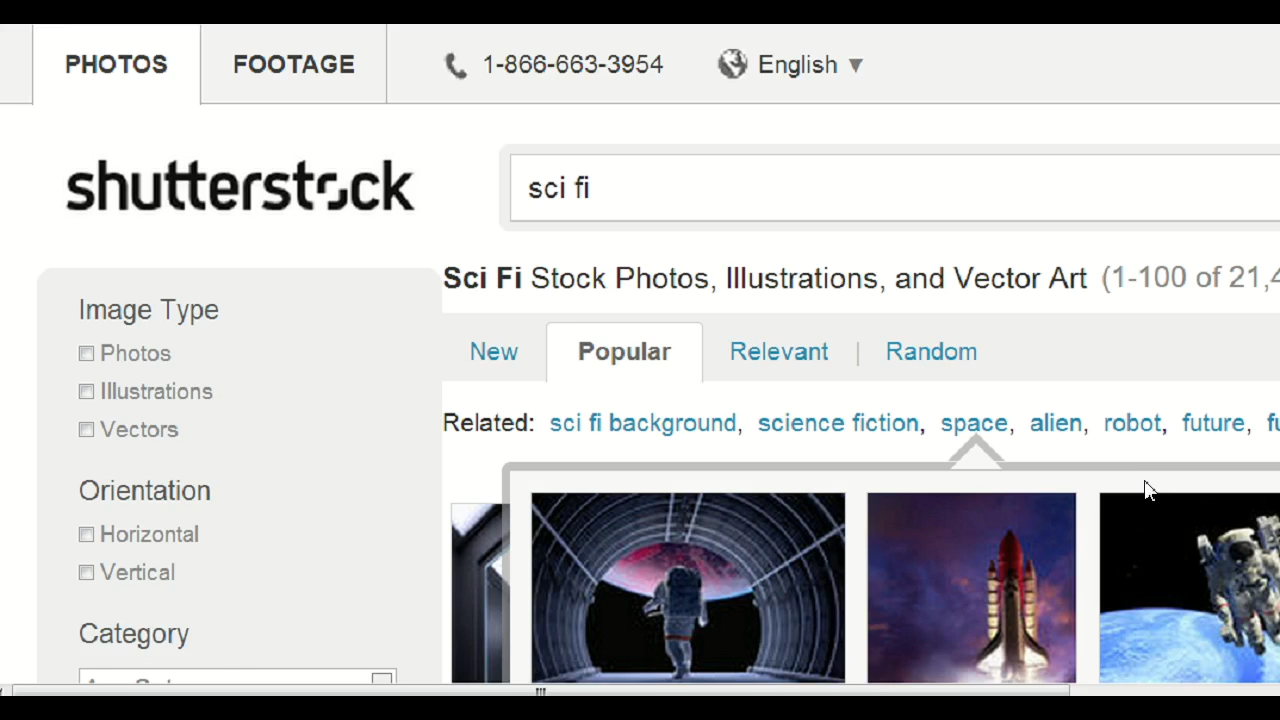 PHOTOS FOOTAGE 1-866-663-3954 English
shutterstock
sci fi
Sci Fi Stock Photos, Illustrations, and Vector Art (1-100 of 21,4
Image Type
Photos
Illustrations
Vectors
New Popular Relevant | Random
Related: sci fi background, science fiction, space, alien, robot, future,
Orientation
Horizontal
Vertical
Category